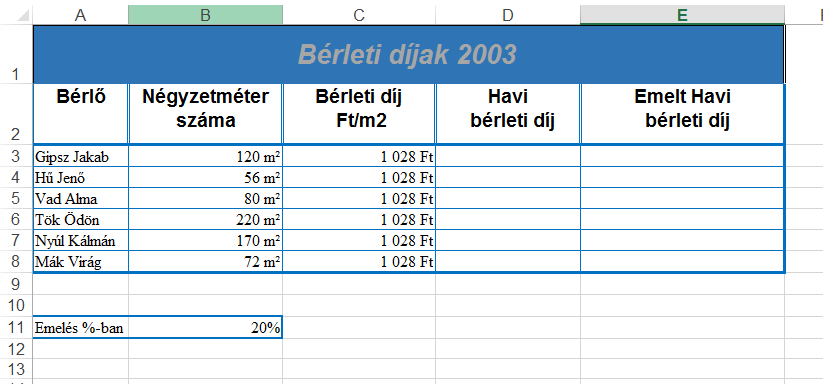 A B C D E
1 Bérleti díjak 2003
2 Bérlő Négyzetméter száma Bérleti díj Ft/m2 Havi bérleti díj Emelt Havi bérleti díj
3 Gipsz Jakab 120 m² 1 028 Ft
4 Hű Jenő 56 m² 1 028 Ft
5 Vad Alma 80 m² 1 028 Ft
6 Tök Ödön 220 m² 1 028 Ft
7 Nyúl Kálmán 170 m² 1 028 Ft
8 Mák Virág 72 m² 1 028 Ft
9
10
11 Emelés %-ban 20%
12
13